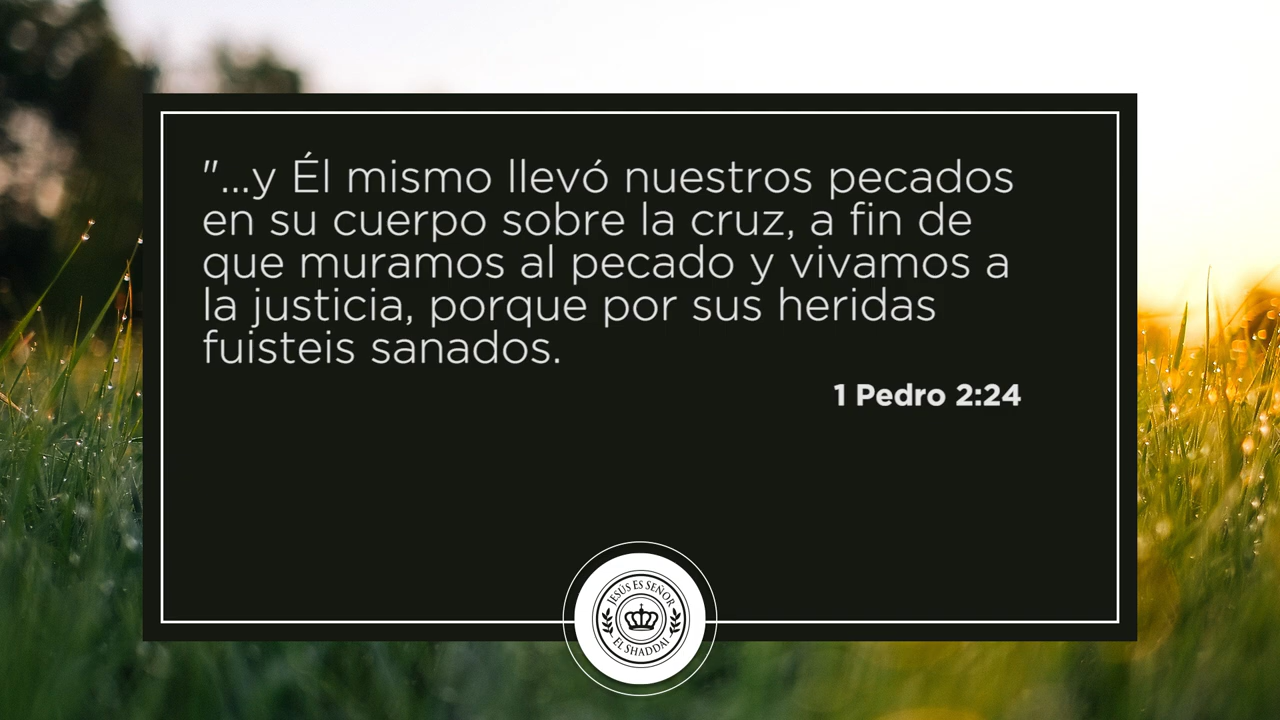 "...y Él mismo llevó nuestros pecados
en su cuerpo sobre la cruz, a fin de
que muramos al pecado y vivamos a
la justicia, porque por sus heridas
fuisteis sanados.
1 Pedro 2:24
JESÚS ES SEÑOR
EL SHADDAI